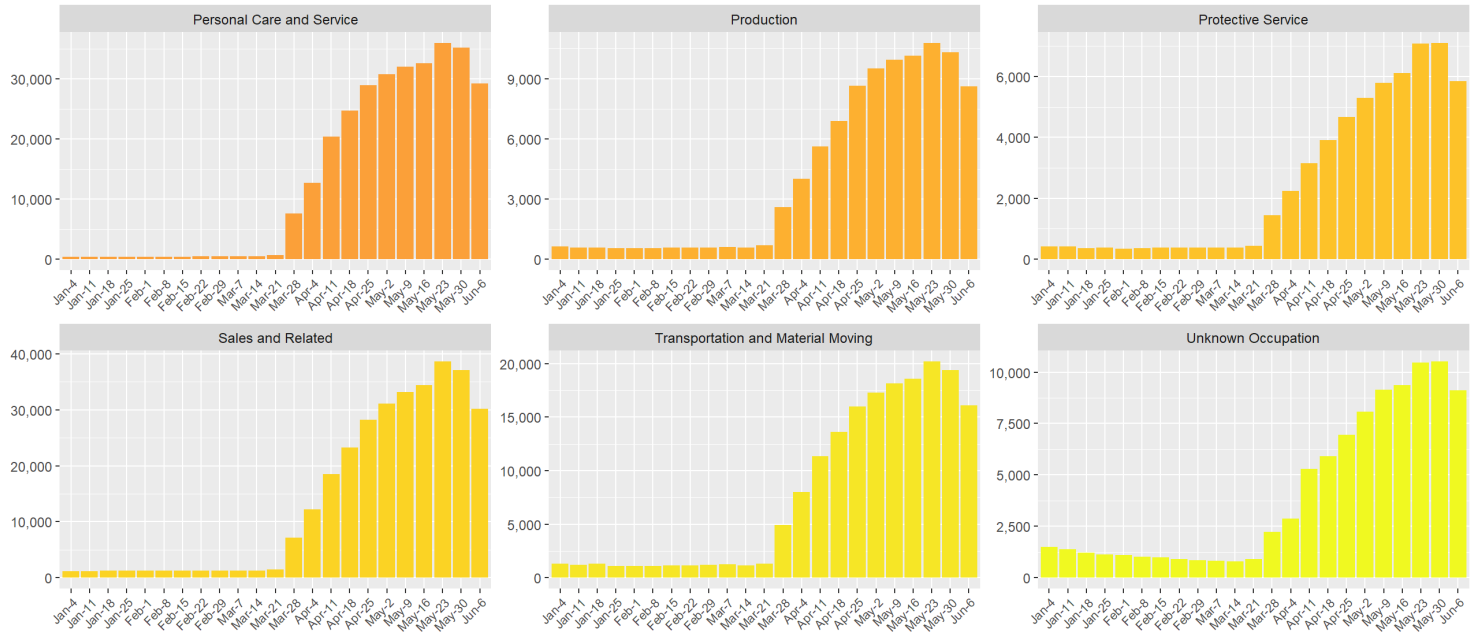 Personal Care and Service
Production
Protective Service
30,000
20,000
10,000
0
9,000
6,000
3,000
0
6,000
4,000
2,000
0
Jan-4 Jan-11 Jan-18 Jan-25 Feb-1 Feb-8 Feb-15 Feb-22 Feb-29 Mar-7 Mar-14 Mar-21 Mar-28 Apr-4 Apr-11 Apr-18 Apr-25 May-2 May-9 May-16 May-23 May-30 Jun-6
Jan-4 Jan-11 Jan-18 Jan-25 Feb-1 Feb-8 Feb-15 Feb-22 Feb-29 Mar-7 Mar-14 Mar-21 Mar-28 Apr-4 Apr-11 Apr-18 Apr-25 May-2 May-9 May-16 May-23 May-30 Jun-6
Jan-4 Jan-11 Jan-18 Jan-25 Feb-1 Feb-8 Feb-15 Feb-22 Feb-29 Mar-7 Mar-14 Mar-21 Mar-28 Apr-4 Apr-11 Apr-18 Apr-25 May-2 May-9 May-16 May-23 May-30 Jun-6
Sales and Related
Transportation and Material Moving
Unknown Occupation
40,000
30,000
20,000
10,000
0
20,000
15,000
10,000
5,000
0
10,000
7,500
5,000
2,500
0
Jan-4 Jan-11 Jan-18 Jan-25 Feb-1 Feb-8 Feb-15 Feb-22 Feb-29 Mar-7 Mar-14 Mar-21 Mar-28 Apr-4 Apr-11 Apr-18 Apr-25 May-2 May-9 May-16 May-23 May-30 Jun-6
Jan-4 Jan-11 Jan-18 Jan-25 Feb-1 Feb-8 Feb-15 Feb-22 Feb-29 Mar-7 Mar-14 Mar-21 Mar-28 Apr-4 Apr-11 Apr-18 Apr-25 May-2 May-9 May-16 May-23 May-30 Jun-6
Jan-4 Jan-11 Jan-18 Jan-25 Feb-1 Feb-8 Feb-15 Feb-22 Feb-29 Mar-7 Mar-14 Mar-21 Mar-28 Apr-4 Apr-11 Apr-18 Apr-25 May-2 May-9 May-16 May-23 May-30 Jun-6